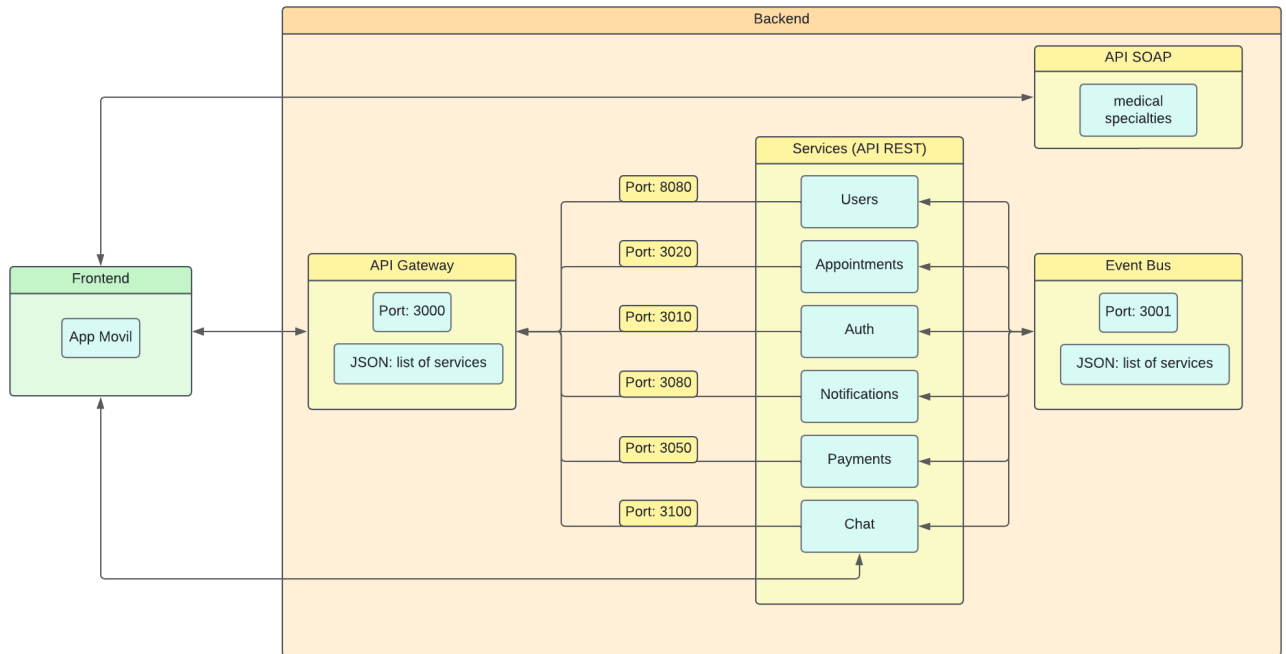 Backend
API SOAP
medical
specialties
Services (API REST)
Port: 8080
Users
Port: 3020
Appointments
API Gateway
Event Bus
Frontend
Port: 3000
Port: 3001
App Movil
Port: 3010
Auth
JSON: list of services
JSON: list of services
Port: 3080
Notifications
Port: 3050
Payments
Port: 3100
Chat